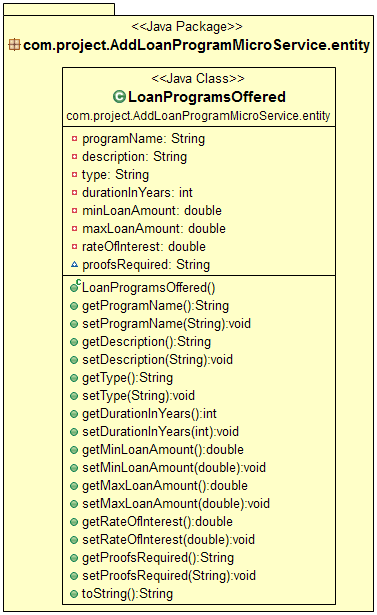 <<Java Package>>
com.project.AddLoanProgramMicroService.entity
<<Java Class>>
LoanProgramsOffered
com.project.AddLoanProgramMicroService.entity
programName: String
description: String
type: String
durationInYears: int
minLoanAmount: double
maxLoanAmount: double
rateOfInterest: double
proofsRequired: String
LoanProgramsOffered()
getProgramName():String
setProgramName(String):void
getDescription():String
setDescription(String):void
getType():String
setType(String):void
getDurationInYears():int
setDurationInYears(int):void
getMinLoanAmount():double
setMinLoanAmount(double):void
getMaxLoanAmount():double
setMaxLoanAmount(double):void
getRateOfInterest():double
setRateOfInterest(double):void
getProofsRequired():String
setProofsRequired(String):void
toString():String